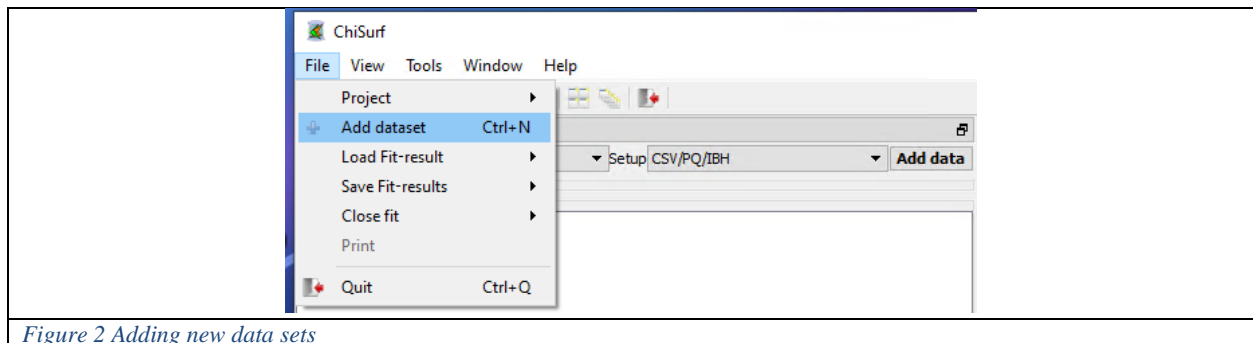 ChiSurf
File View Tools Window Help
Project
Add dataset Ctrl+N
Setup CSV/PQ/IBH Add data
Load Fit-result
Save Fit-results
Close fit
Print
Quit Ctrl+Q
Figure 2 Adding new data sets